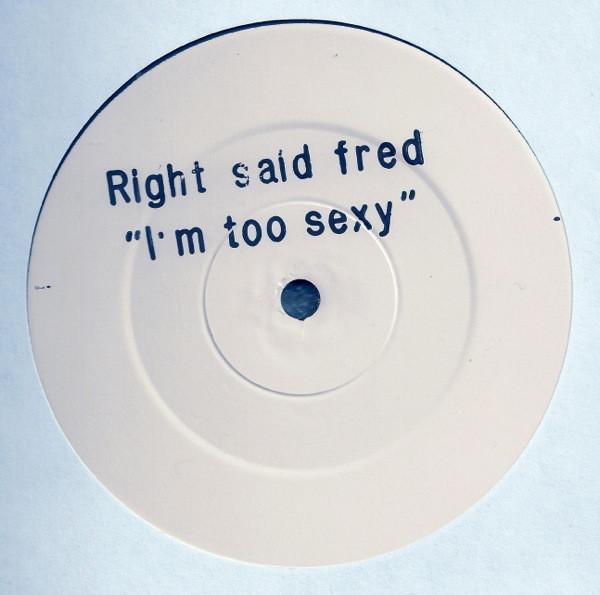 Right said fred
"I'm too sexy"